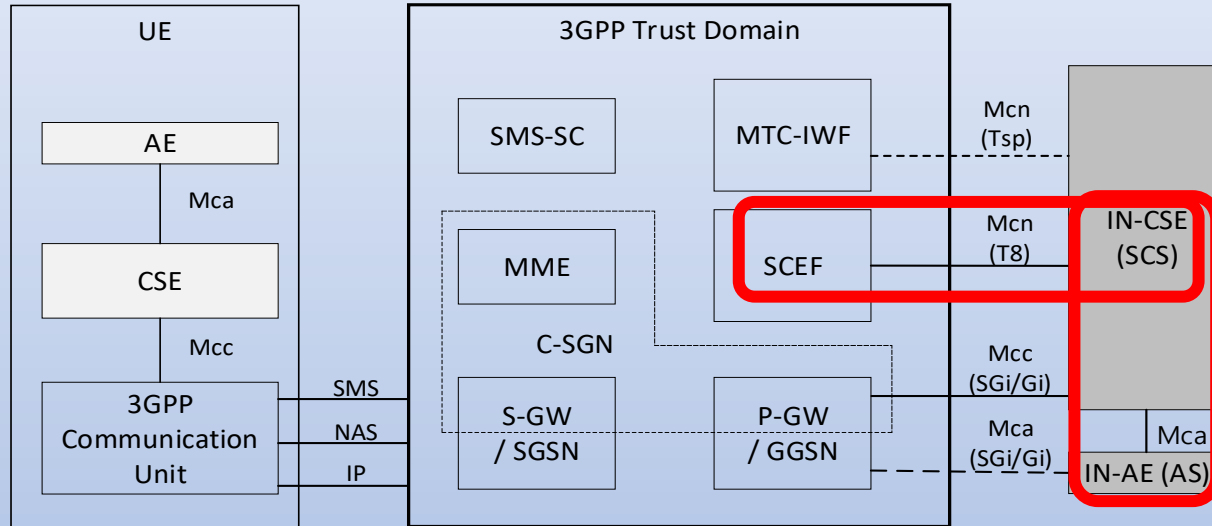 UE
AE
Mca
CSE
Mcc
3GPP
Communication
Unit
SMS
NAS
IP
3GPP Trust Domain
SMS-SC
MTC-IWF
MME
SCEF
C-SGN
S-GW
/ SGSN
P-GW
/ GGSN
Mcn
(Tsp)
Mcn
(T8)
Mcc
(SGi/Gi)
Mca
(SGi/Gi)
IN-CSE
(SCS)
Mca
IN-AE (AS)